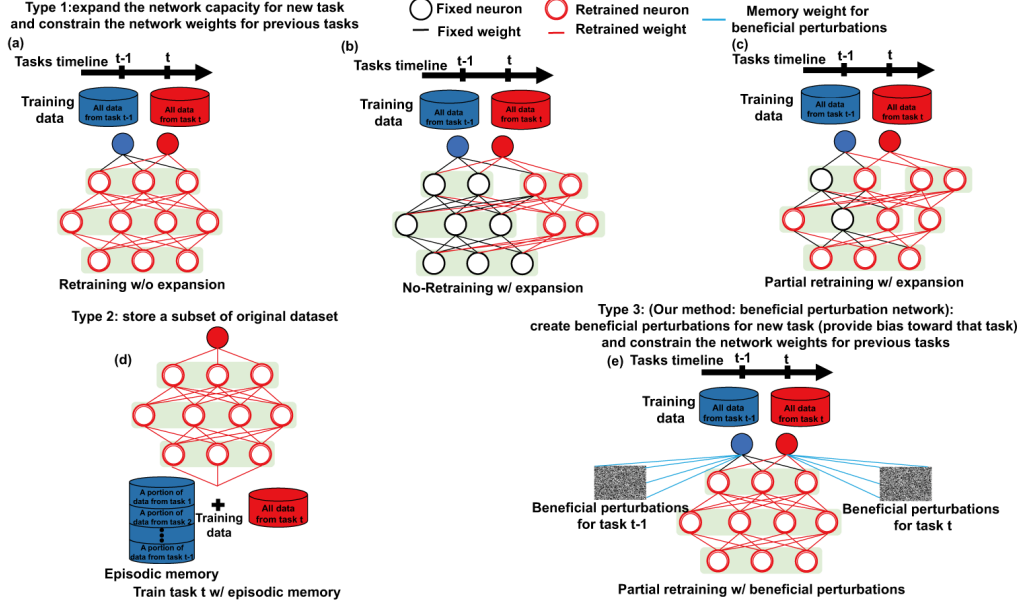 Type 1:expand the network capacity for new task
and constrain the network weights for previous tasks
Fixed neuron
Retrained neuron
Memory weight for
beneficial perturbations
Fixed weight
Retrained weight
(a)
Tasks timeline
t-1
t
Training
data
All data
from task t-1
All data
from task t
Retraining w/o expansion
(b)
Tasks timeline
t-1
t
Training
data
All data
from task t-1
All data
from task t
No-Retraining w/ expansion
(c)
Tasks timeline
t-1
t
Training
data
All data
from task t-1
All data
from task t
Partial retraining w/ expansion
Type 2: store a subset of original dataset
(d)
A portion of
data from task 1
A portion of
data from task 2
A portion of
data from task t-1
+
Training
data
All data
from task t
Episodic memory
Train task t w/ episodic memory
Type 3: (Our method: beneficial perturbation network):
create beneficial perturbations for new task (provide bias toward that task)
and constrain the network weights for previous tasks
(e)
Tasks timeline
t-1
t
Training
data
All data
from task t-1
All data
from task t
Beneficial perturbations
for task t-1
Beneficial perturbations
for task t
Partial retraining w/ beneficial perturbations